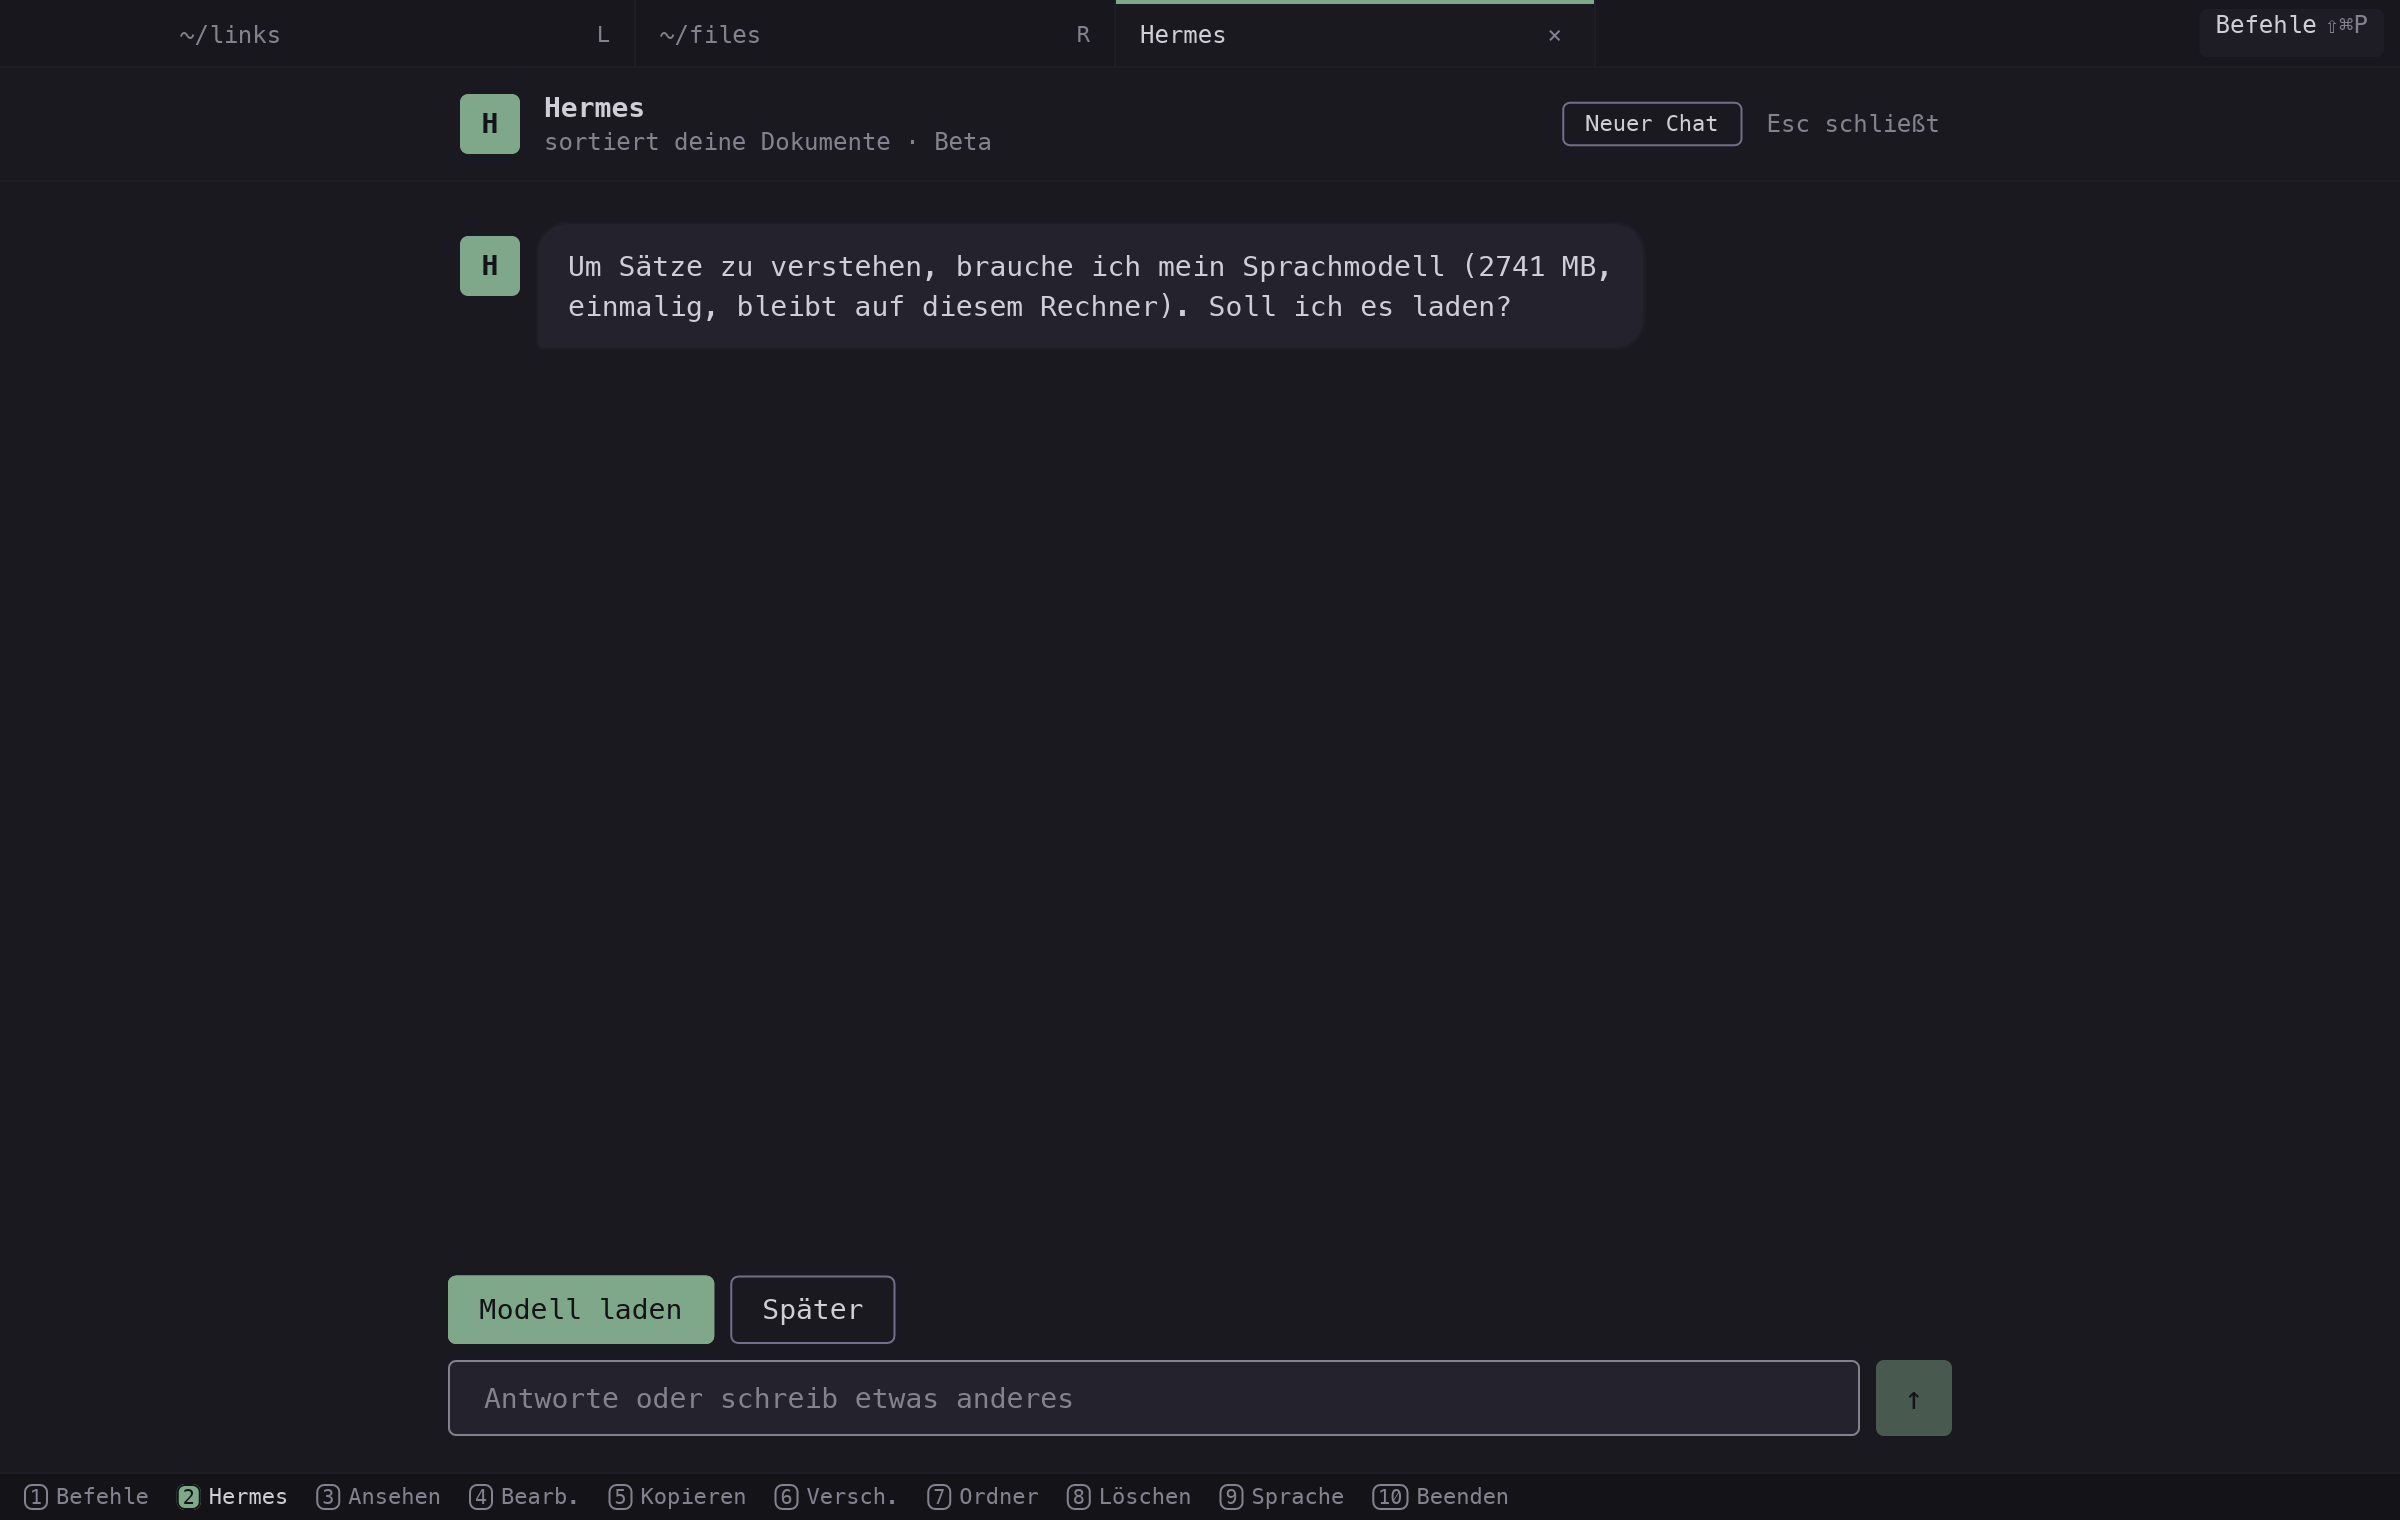 ~/links L ~/files R Hermes × Befehle ⇧⌘P
H Hermes
sortiert deine Dokumente · Beta
Neuer Chat Esc schließt
H
Um Sätze zu verstehen, brauche ich mein Sprachmodell (2741 MB,
einmalig, bleibt auf diesem Rechner). Soll ich es laden?
Modell laden Später
Antworte oder schreib etwas anderes ↑
1 Befehle 2 Hermes 3 Ansehen 4 Bearb. 5 Kopieren 6 Versch. 7 Ordner 8 Löschen 9 Sprache 10 Beenden